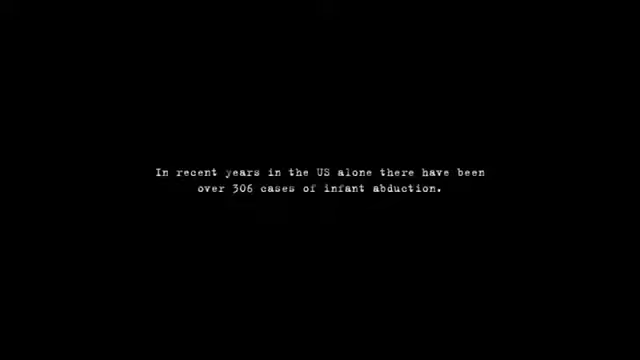 In recent years in the US alone there have been
over 306 cases of infant abduction.